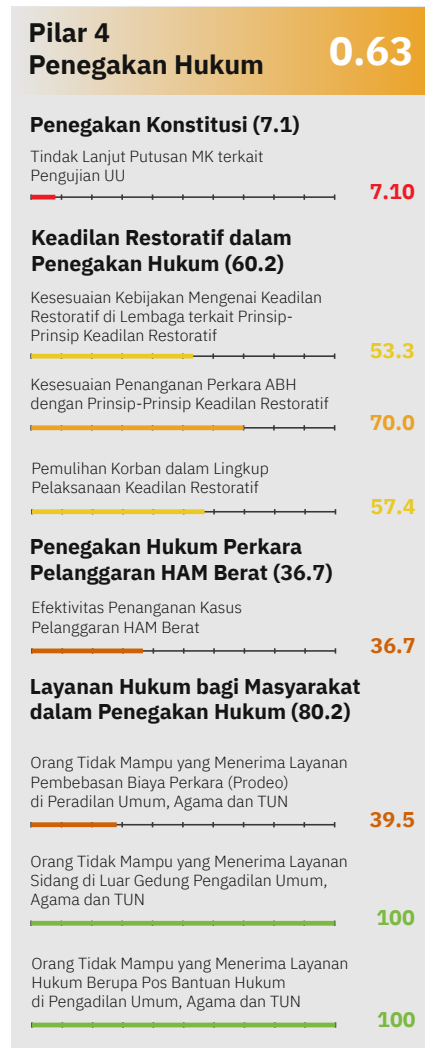 Pilar 4
Penegakan Hukum
0.63
Penegakan Konstitusi (7.1)
Tindak Lanjut Putusan MK terkait
Pengujian UU
7.10
Keadilan Restoratif dalam
Penegakan Hukum (60.2)
Kesesuaian Kebijakan Mengenai Keadilan
Restoratif di Lembaga terkait Prinsip-
Prinsip Keadilan Restoratif
53.3
Kesesuaian Penanganan Perkara ABH
dengan Prinsip-Prinsip Keadilan Restoratif
70.0
Pemulihan Korban dalam Lingkup
Pelaksanaan Keadilan Restoratif
57.4
Penegakan Hukum Perkara
Pelanggaran HAM Berat (36.7)
Efektivitas Penanganan Kasus
Pelanggaran HAM Berat
36.7
Layanan Hukum bagi Masyarakat
dalam Penegakan Hukum (80.2)
Orang Tidak Mampu yang Menerima Layanan
Pembebasan Biaya Perkara (Prodeo)
di Peradilan Umum, Agama dan TUN
39.5
Orang Tidak Mampu yang Menerima Layanan
Sidang di Luar Gedung Pengadilan Umum,
Agama dan TUN
100
Orang Tidak Mampu yang Menerima Layanan
Hukum Berupa Pos Bantuan Hukum
di Pengadilan Umum, Agama dan TUN
100